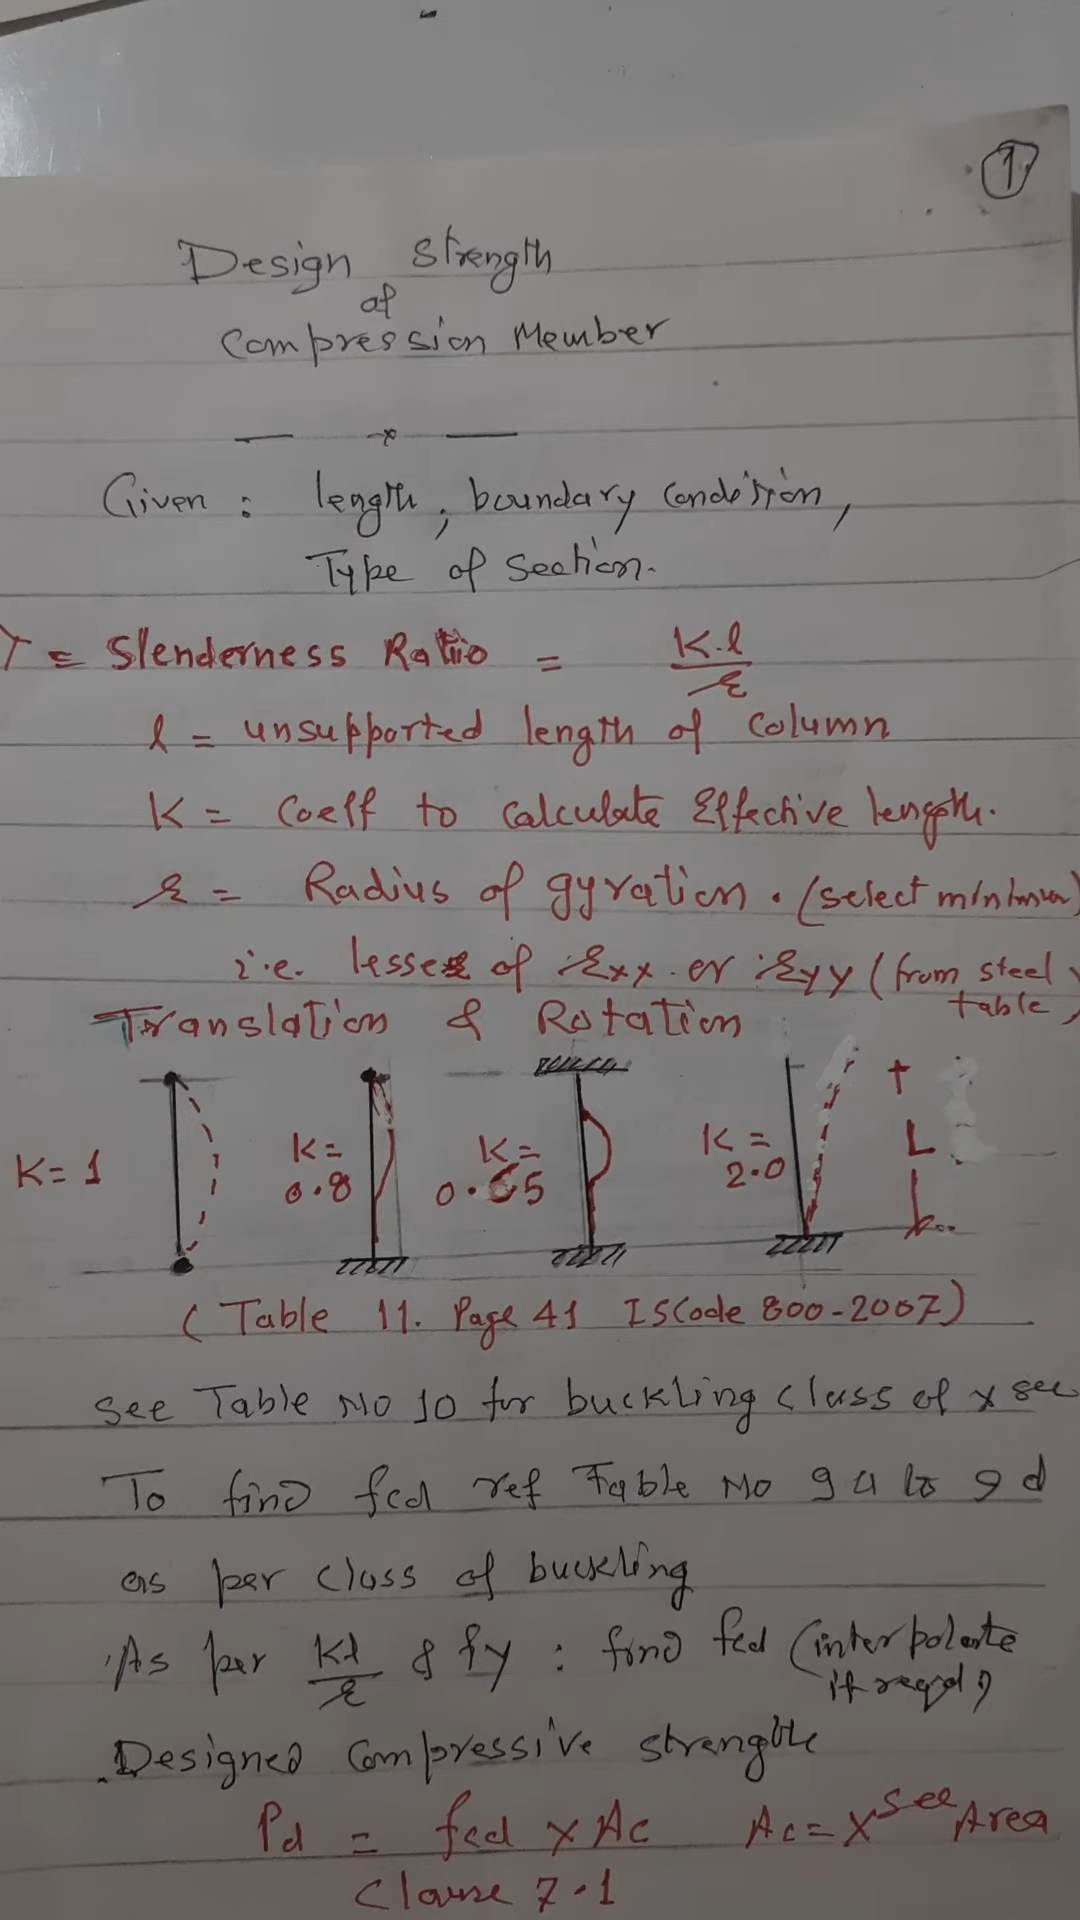 1
Design Strength
of
Compression Member
Given : length, boundary Condition,
Type of Section.
λ = Slenderness Ratio = K.l / r
l = unsupported length of Column
K = Coeff to Calculate Effective length.
r = Radius of gyration. (select minimum)
i.e. lesser of rxx or ryy (from steel table)
Translation & Rotation
K = 1 K = 0.8 K = 0.65 K = 2.0 + L
(Table 11. Page 41 IS Code 800-2007)
See Table No 10 for buckling Class of x sec
To find fcd ref Table No 9a to 9d
as per Class of buckling
As per Kl / r & fy : find fcd (interpolate if reqd)
Designed Compressive strength
Pd = fcd x Ac Ac = X sec Area
Clause 7.1